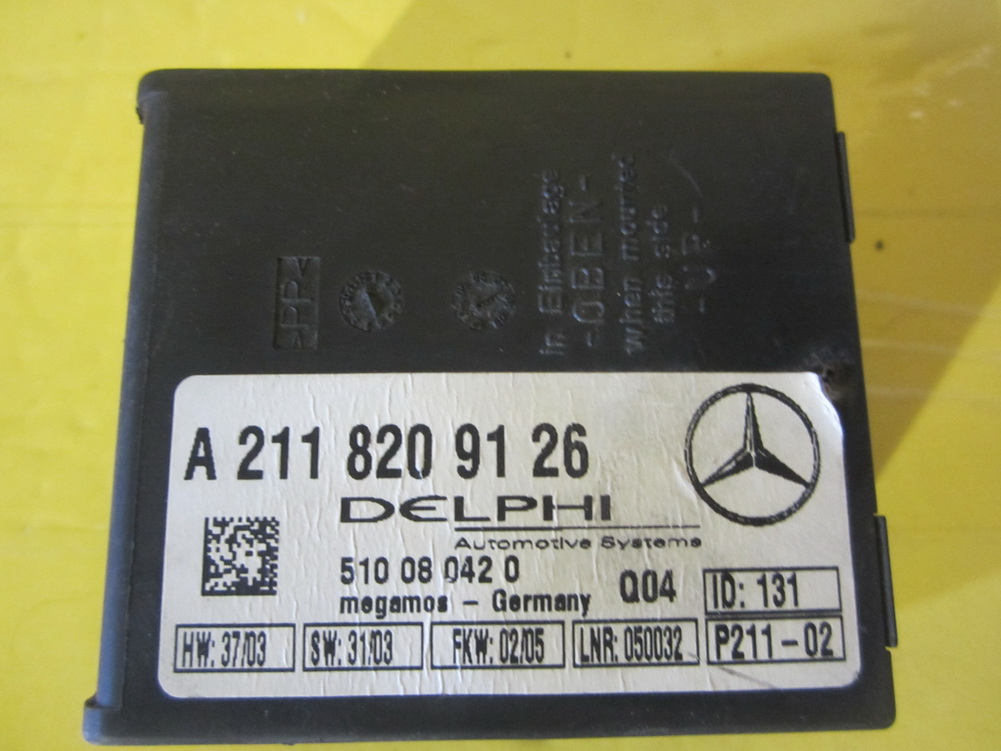 >PP<
in Einbaulage
-OBEN-
when mounted
this side
-UP-
A 211 820 91 26
DELPHI
Automotive Systems
510 08 042 0
megamos - Germany
Q04
ID: 131
HW: 37/03
SW: 31/03
FKW: 02/05
LNR: 050032
P211-02